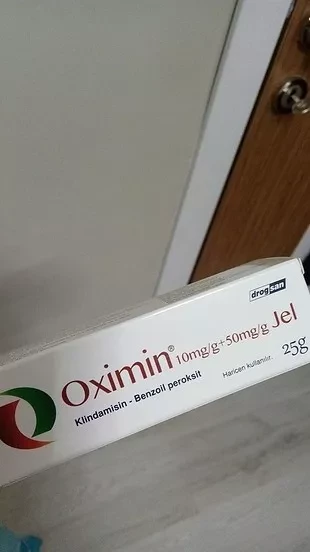 drogsan
Oximin® 10mg/g+50mg/g Jel
Klindamisin - Benzoil peroksit
Haricen kullanılır. 25g